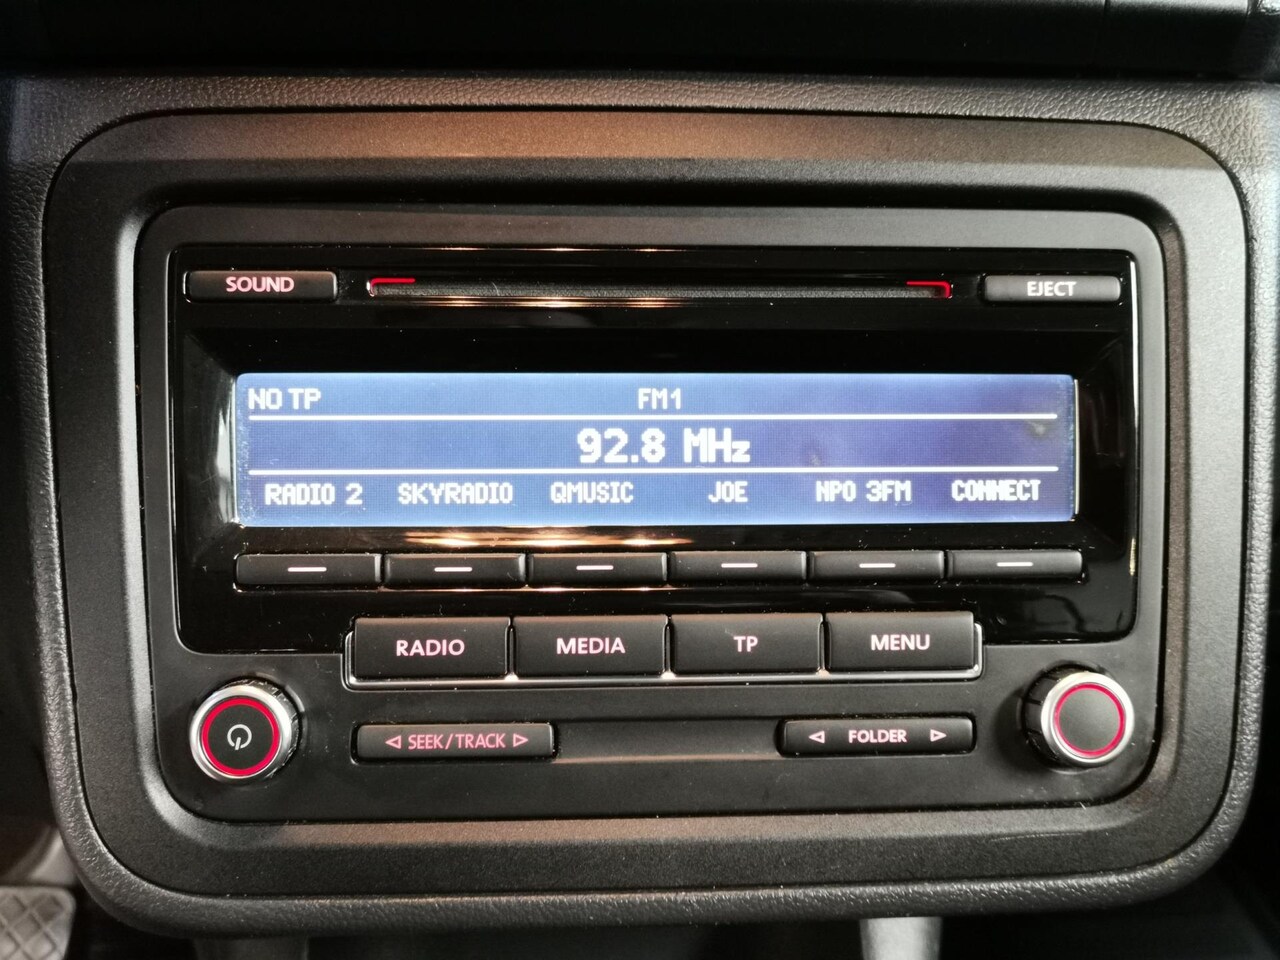 SOUND EJECT
NO TP FM1
92.8 MHz
RADIO 2 SKYRADIO QMUSIC JOE NPO 3FM CONNECT
RADIO MEDIA TP MENU
SEEK/TRACK FOLDER